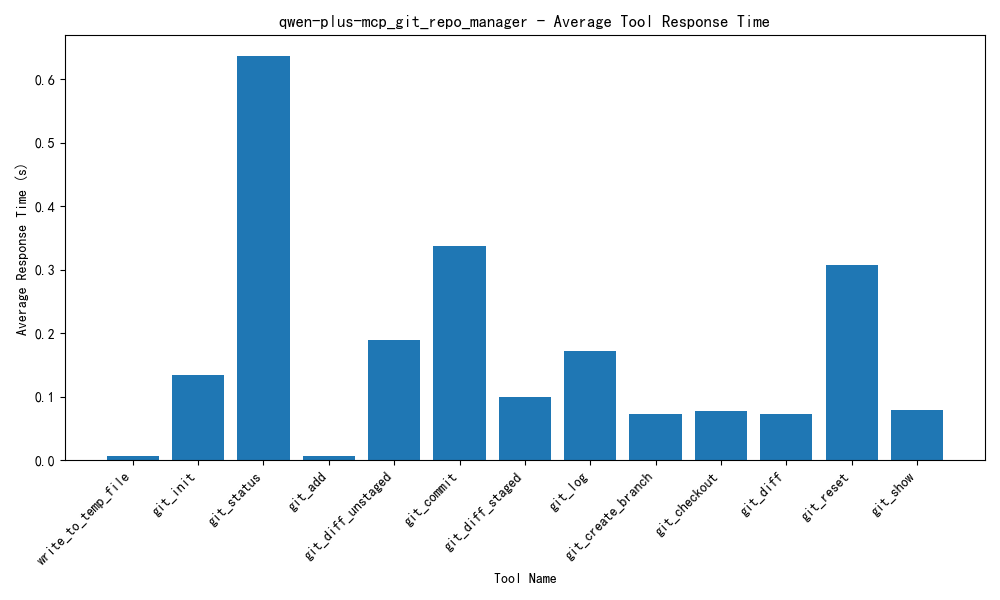 qwen-plus-mcp_git_repo_manager - Average Tool Response Time
Average Response Time (s)
0.6
0.5
0.4
0.3
0.2
0.1
0.0
write_to_temp_file
git_init
git_status
git_add
git_diff_unstaged
git_commit
git_diff_staged
git_log
git_create_branch
git_checkout
git_diff
git_reset
git_show
Tool Name